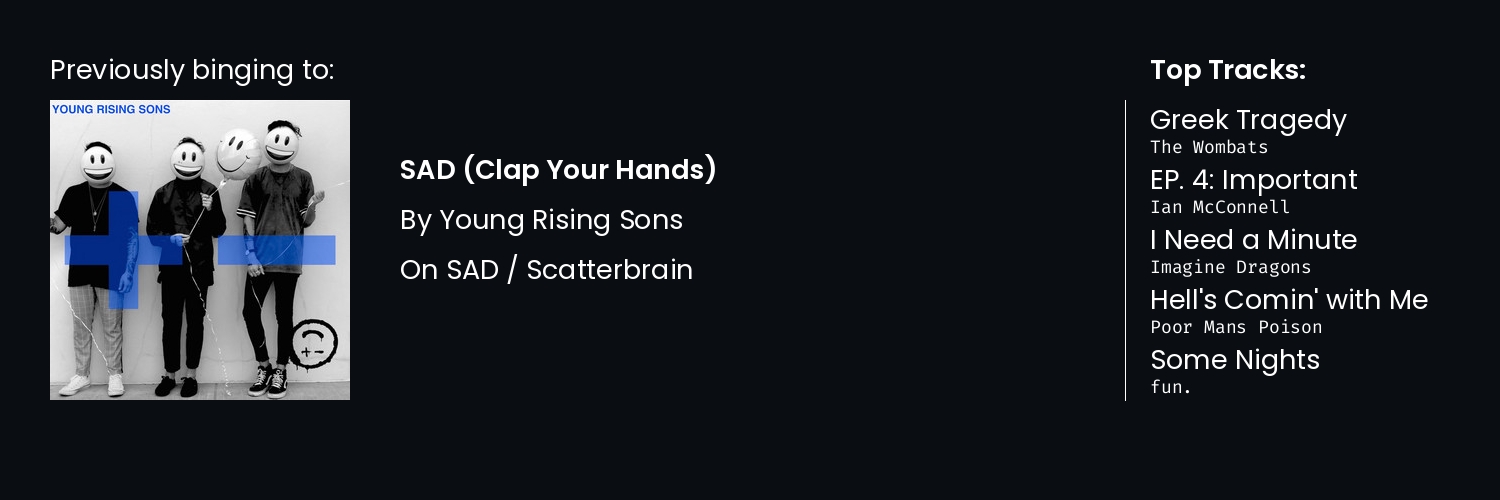 Previously binging to:
YOUNG RISING SONS
SAD (Clap Your Hands)
By Young Rising Sons
On SAD / Scatterbrain
Top Tracks:
Greek Tragedy
The Wombats
EP. 4: Important
Ian McConnell
I Need a Minute
Imagine Dragons
Hell's Comin' with Me
Poor Mans Poison
Some Nights
fun.